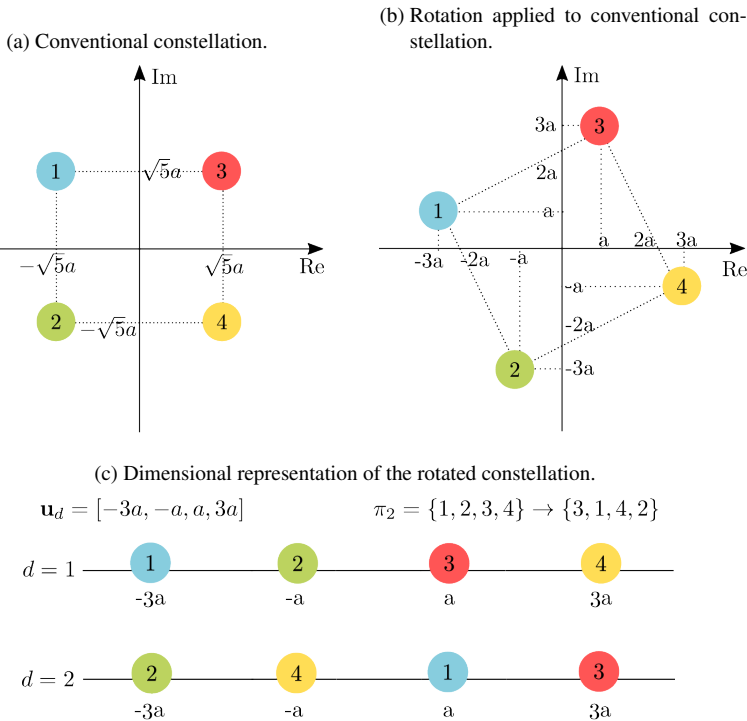 (a) Conventional constellation.
Im
1
3
√5a
−√5a
√5a
Re
2
−√5a
4
(b) Rotation applied to conventional con-
stellation.
Im
3a
3
2a
1
a
a
2a
3a
-3a
-2a
-a
Re
-a
4
-2a
2
-3a
(c) Dimensional representation of the rotated constellation.
u_d = [−3a, −a, a, 3a]
π₂ = {1, 2, 3, 4} → {3, 1, 4, 2}
d = 1
1
2
3
4
-3a
-a
a
3a
d = 2
2
4
1
3
-3a
-a
a
3a